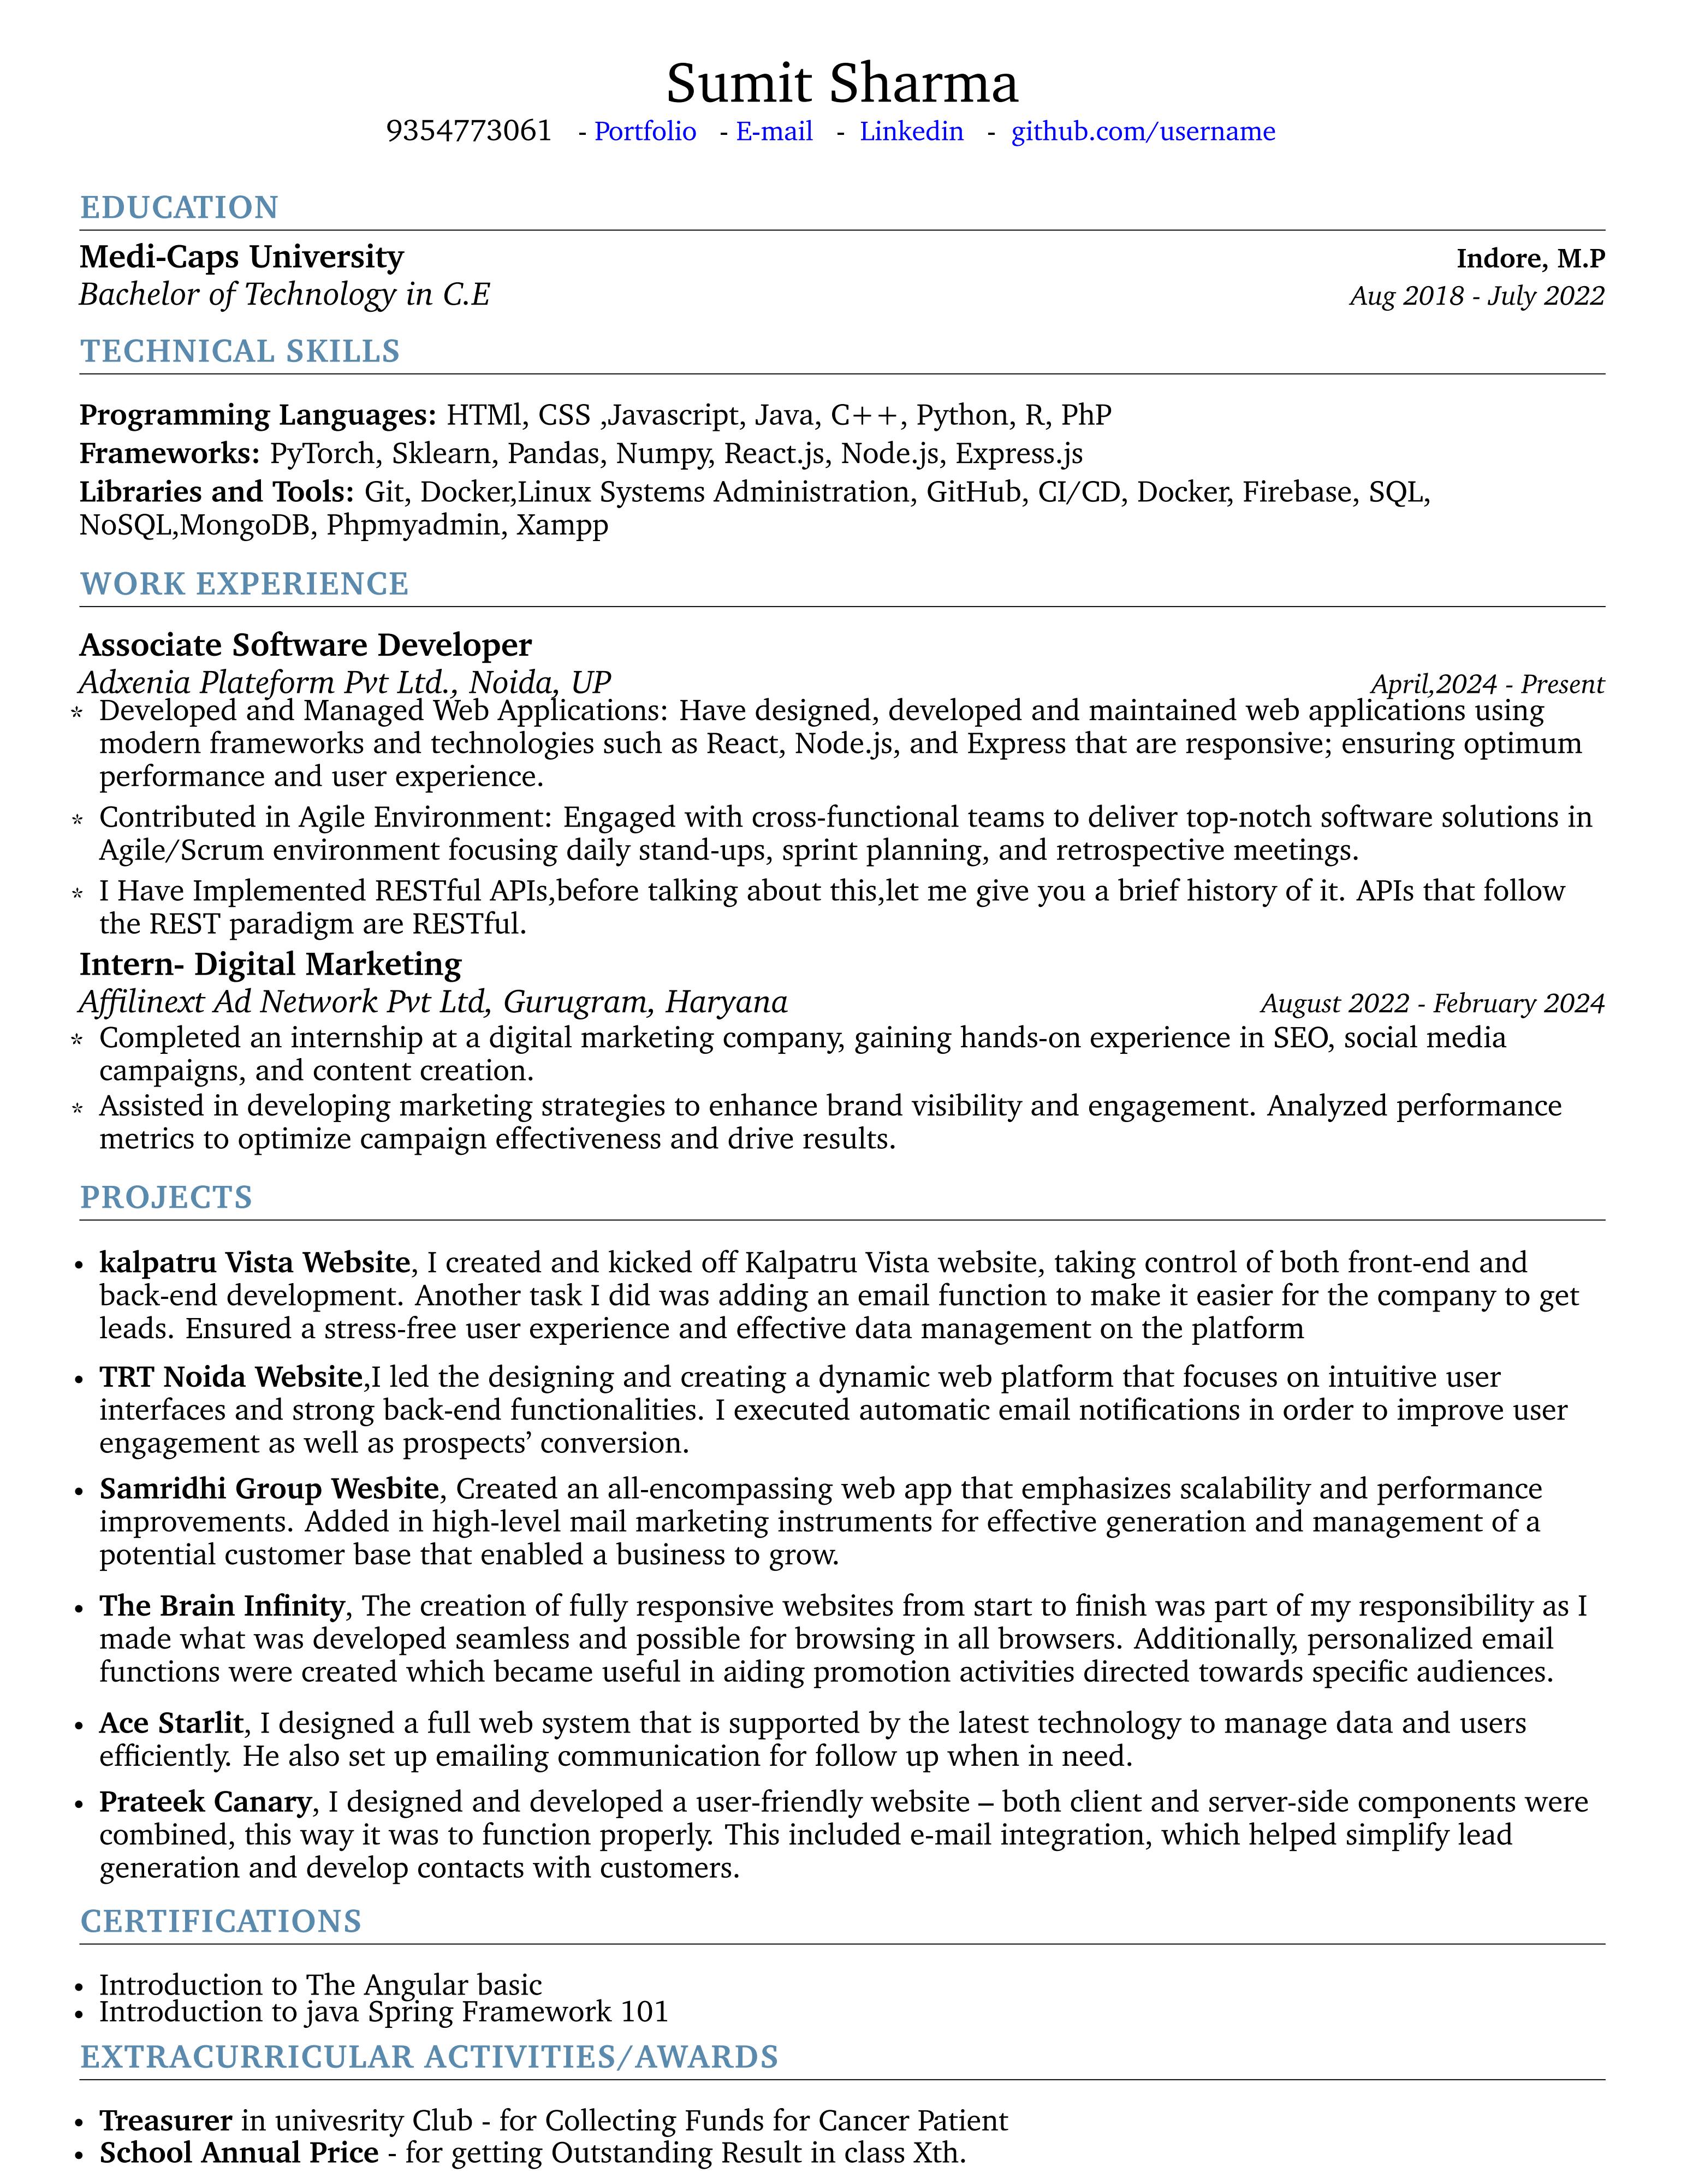 Sumit Sharma
9354773061 - Portfolio - E-mail - Linkedin - github.com/username
EDUCATION
Medi-Caps University Indore, M.P
Bachelor of Technology in C.E Aug 2018 - July 2022
TECHNICAL SKILLS
Programming Languages: HTMl, CSS ,Javascript, Java, C++, Python, R, PhP
Frameworks: PyTorch, Sklearn, Pandas, Numpy, React.js, Node.js, Express.js
Libraries and Tools: Git, Docker,Linux Systems Administration, GitHub, CI/CD, Docker, Firebase, SQL,
NoSQL,MongoDB, Phpmyadmin, Xampp
WORK EXPERIENCE
Associate Software Developer
Adxenia Plateform Pvt Ltd., Noida, UP April,2024 - Present
* Developed and Managed Web Applications: Have designed, developed and maintained web applications using
modern frameworks and technologies such as React, Node.js, and Express that are responsive; ensuring optimum
performance and user experience.
* Contributed in Agile Environment: Engaged with cross-functional teams to deliver top-notch software solutions in
Agile/Scrum environment focusing daily stand-ups, sprint planning, and retrospective meetings.
* I Have Implemented RESTful APIs,before talking about this,let me give you a brief history of it. APIs that follow
the REST paradigm are RESTful.
Intern- Digital Marketing
Affilinext Ad Network Pvt Ltd, Gurugram, Haryana August 2022 - February 2024
* Completed an internship at a digital marketing company, gaining hands-on experience in SEO, social media
campaigns, and content creation.
* Assisted in developing marketing strategies to enhance brand visibility and engagement. Analyzed performance
metrics to optimize campaign effectiveness and drive results.
PROJECTS
• kalpatru Vista Website, I created and kicked off Kalpatru Vista website, taking control of both front-end and
back-end development. Another task I did was adding an email function to make it easier for the company to get
leads. Ensured a stress-free user experience and effective data management on the platform
• TRT Noida Website,I led the designing and creating a dynamic web platform that focuses on intuitive user
interfaces and strong back-end functionalities. I executed automatic email notifications in order to improve user
engagement as well as prospects’ conversion.
• Samridhi Group Wesbite, Created an all-encompassing web app that emphasizes scalability and performance
improvements. Added in high-level mail marketing instruments for effective generation and management of a
potential customer base that enabled a business to grow.
• The Brain Infinity, The creation of fully responsive websites from start to finish was part of my responsibility as I
made what was developed seamless and possible for browsing in all browsers. Additionally, personalized email
functions were created which became useful in aiding promotion activities directed towards specific audiences.
• Ace Starlit, I designed a full web system that is supported by the latest technology to manage data and users
efficiently. He also set up emailing communication for follow up when in need.
• Prateek Canary, I designed and developed a user-friendly website – both client and server-side components were
combined, this way it was to function properly. This included e-mail integration, which helped simplify lead
generation and develop contacts with customers.
CERTIFICATIONS
• Introduction to The Angular basic
• Introduction to java Spring Framework 101
EXTRACURRICULAR ACTIVITIES/AWARDS
• Treasurer in univesrity Club - for Collecting Funds for Cancer Patient
• School Annual Price - for getting Outstanding Result in class Xth.